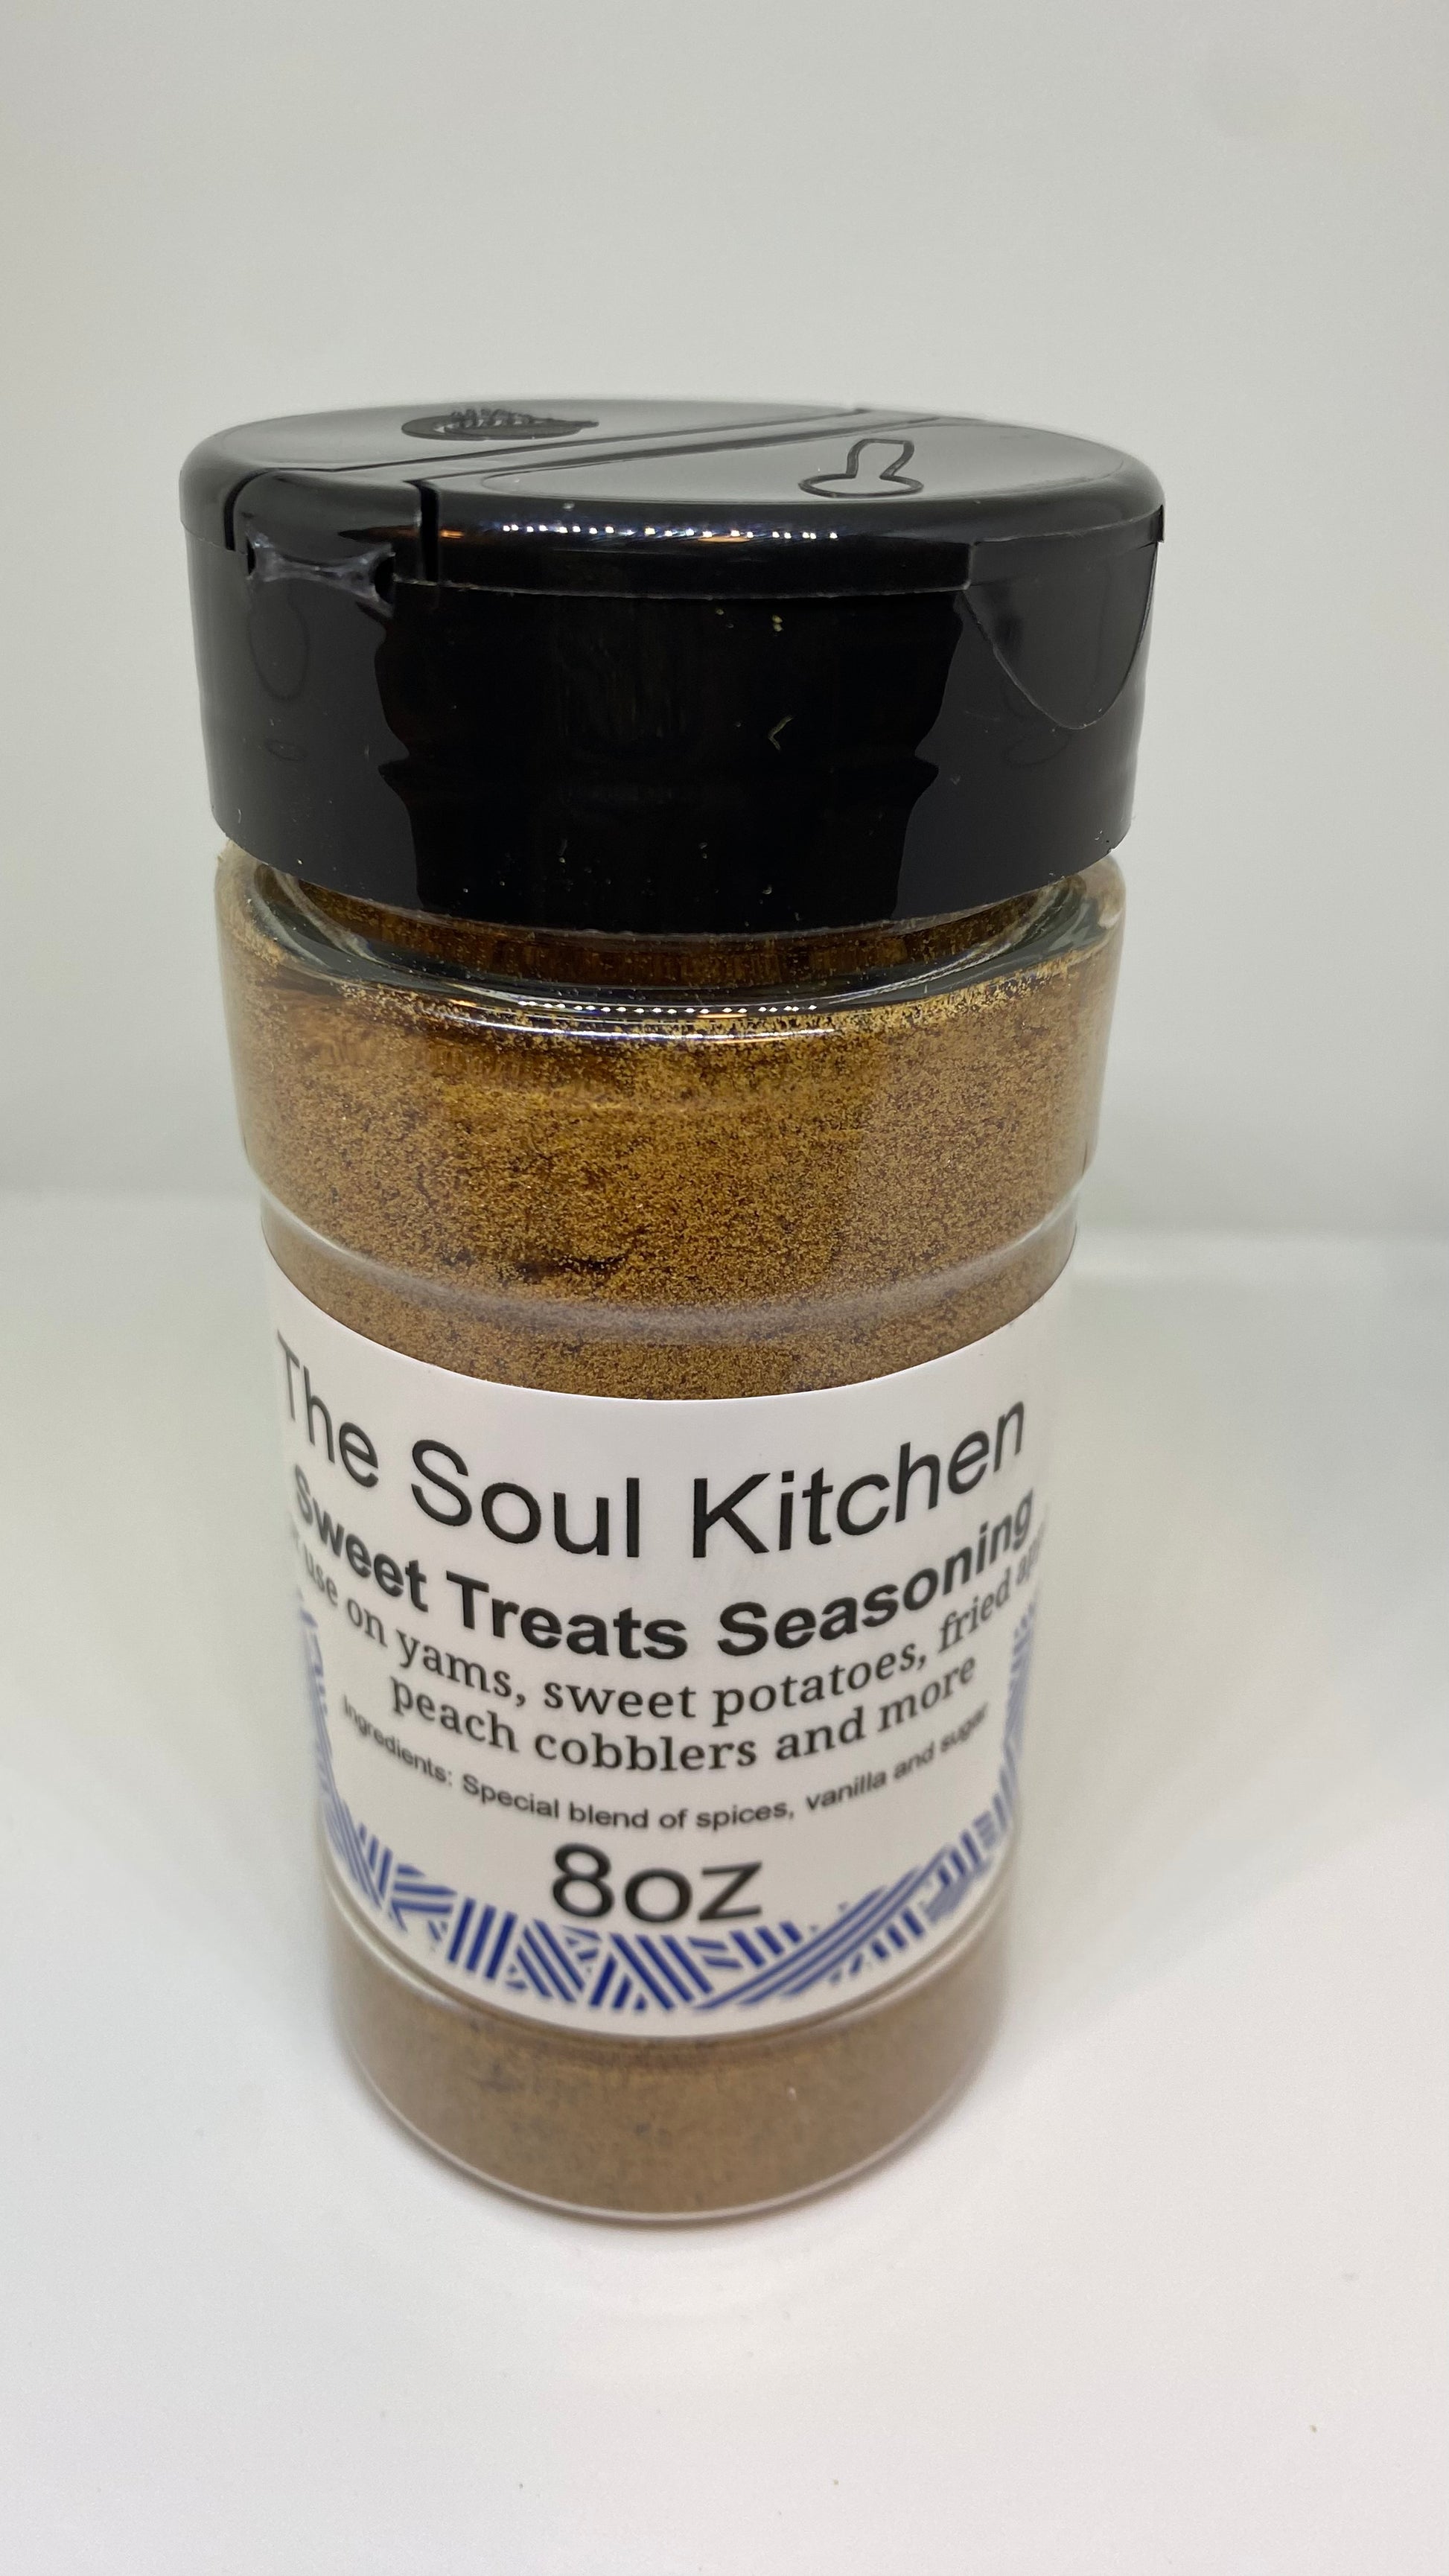 The Soul Kitchen
Sweet Treats Seasoning
use on yams, sweet potatoes, fried
peach cobblers and more
Ingredients: Special blend of spices, vanilla and sugar
8oz